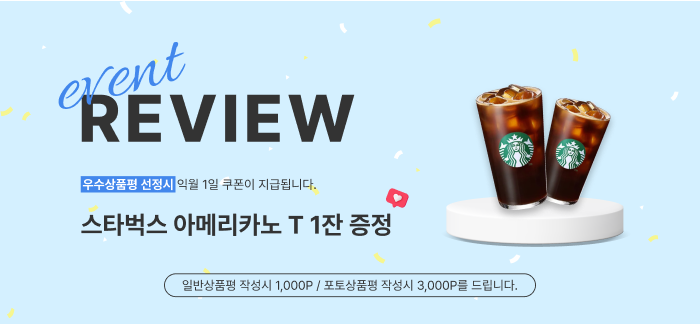 event
REVIEW
우수상품평 선정시 익월 1일 쿠폰이 지급됩니다.
스타벅스 아메리카노 T 1잔 증정
일반상품평 작성시 1,000P / 포토상품평 작성시 3,000P를 드립니다.